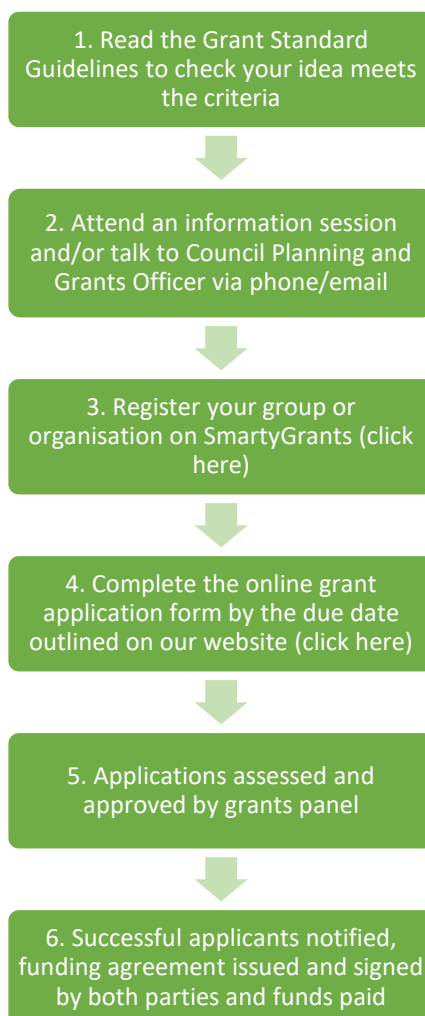 1. Read the Grant Standard
Guidelines to check your idea meets
the criteria
2. Attend an information session
and/or talk to Council Planning and
Grants Officer via phone/email
3. Register your group or
organisation on SmartyGrants (click
here)
4. Complete the online grant
application form by the due date
outlined on our website (click here)
5. Applications assessed and
approved by grants panel
6. Successful applicants notified,
funding agreement issued and signed
by both parties and funds paid